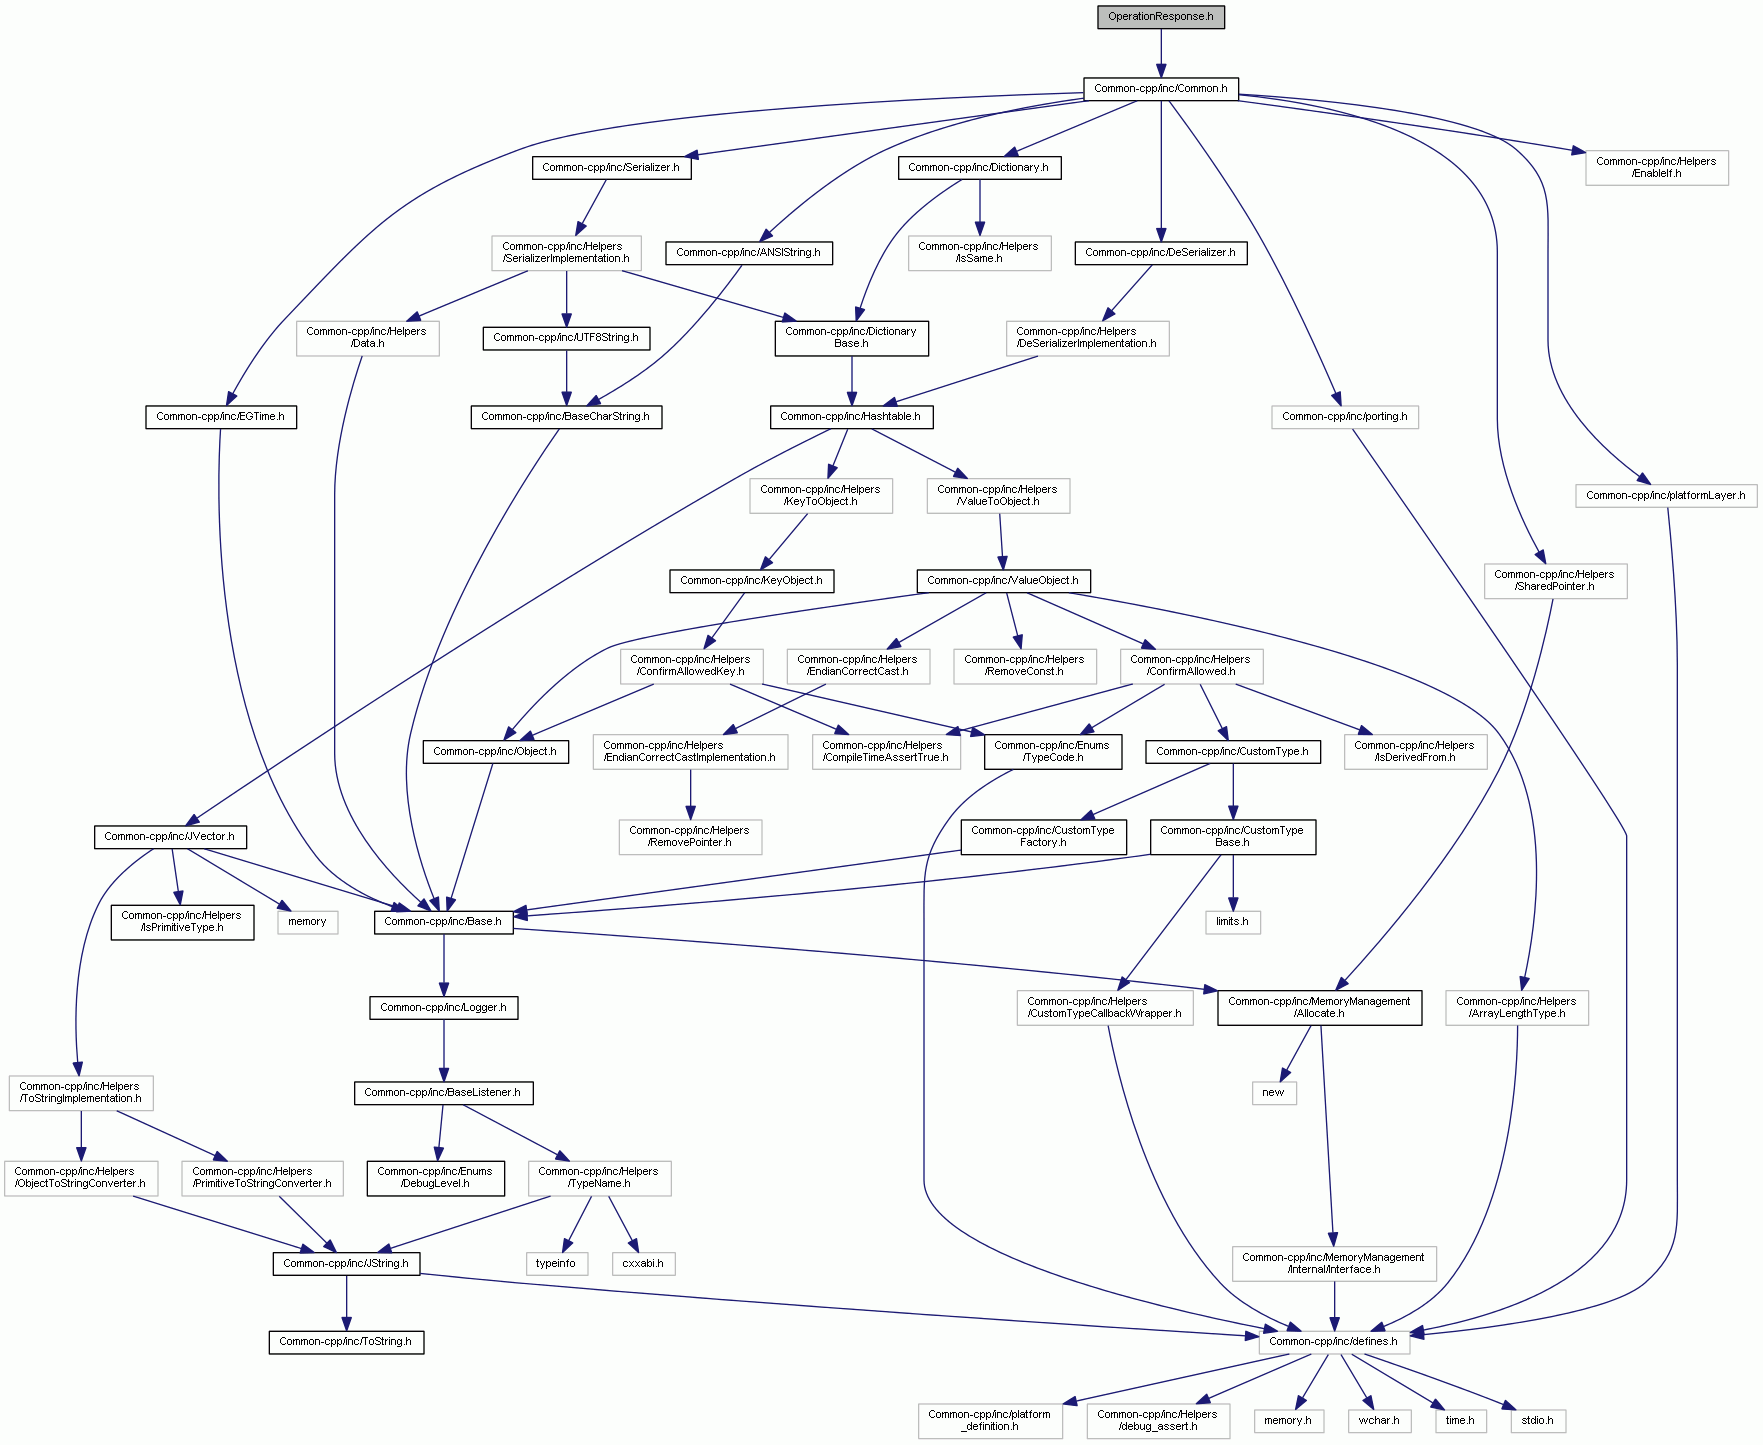 OperationResponse.h
Common-cpp/inc/Common.h
Common-cpp/inc/Serializer.h
Common-cpp/inc/Dictionary.h
Common-cpp/inc/Helpers
/EnableIf.h
Common-cpp/inc/Helpers
/SerializerImplementation.h
Common-cpp/inc/ANSIString.h
Common-cpp/inc/Helpers
/IsSame.h
Common-cpp/inc/DeSerializer.h
Common-cpp/inc/Helpers
/Data.h
Common-cpp/inc/UTF8String.h
Common-cpp/inc/Dictionary
Base.h
Common-cpp/inc/Helpers
/DeSerializerImplementation.h
Common-cpp/inc/EGTime.h
Common-cpp/inc/BaseCharString.h
Common-cpp/inc/Hashtable.h
Common-cpp/inc/porting.h
Common-cpp/inc/Helpers
/KeyToObject.h
Common-cpp/inc/Helpers
/ValueToObject.h
Common-cpp/inc/platformLayer.h
Common-cpp/inc/KeyObject.h
Common-cpp/inc/ValueObject.h
Common-cpp/inc/Helpers
/SharedPointer.h
Common-cpp/inc/Helpers
/ConfirmAllowedKey.h
Common-cpp/inc/Helpers
/EndianCorrectCast.h
Common-cpp/inc/Helpers
/RemoveConst.h
Common-cpp/inc/Helpers
/ConfirmAllowed.h
Common-cpp/inc/Object.h
Common-cpp/inc/Helpers
/EndianCorrectCastImplementation.h
Common-cpp/inc/Helpers
/CompileTimeAssertTrue.h
Common-cpp/inc/Enums
/TypeCode.h
Common-cpp/inc/CustomType.h
Common-cpp/inc/Helpers
/IsDerivedFrom.h
Common-cpp/inc/JVector.h
Common-cpp/inc/Helpers
/RemovePointer.h
Common-cpp/inc/CustomType
Factory.h
Common-cpp/inc/CustomType
Base.h
Common-cpp/inc/Helpers
/IsPrimitiveType.h
memory
Common-cpp/inc/Base.h
limits.h
Common-cpp/inc/Logger.h
Common-cpp/inc/Helpers
/CustomTypeCallbackWrapper.h
Common-cpp/inc/MemoryManagement
/Allocate.h
Common-cpp/inc/Helpers
/ArrayLengthType.h
Common-cpp/inc/Helpers
/ToStringImplementation.h
Common-cpp/inc/BaseListener.h
new
Common-cpp/inc/Helpers
/ObjectToStringConverter.h
Common-cpp/inc/Helpers
/PrimitiveToStringConverter.h
Common-cpp/inc/Enums
/DebugLevel.h
Common-cpp/inc/Helpers
/TypeName.h
Common-cpp/inc/JString.h
typeinfo
cxxabi.h
Common-cpp/inc/MemoryManagement
/Internal/Interface.h
Common-cpp/inc/ToString.h
Common-cpp/inc/defines.h
Common-cpp/inc/platform
_definition.h
Common-cpp/inc/Helpers
/debug_assert.h
memory.h
wchar.h
time.h
stdio.h